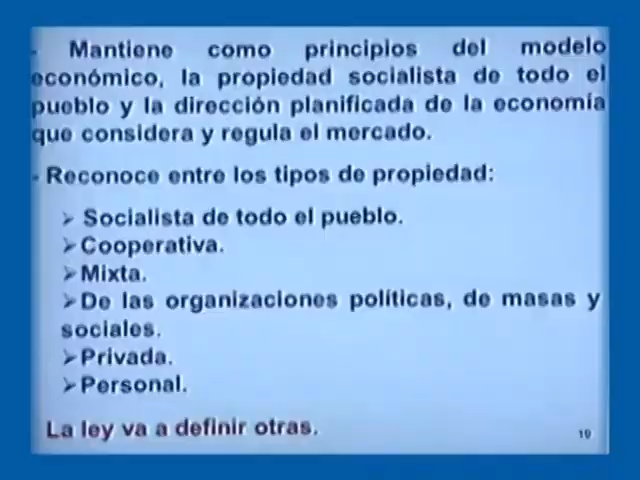 - Mantiene como principios del modelo
económico, la propiedad socialista de todo el
pueblo y la dirección planificada de la economía
que considera y regula el mercado.
- Reconoce entre los tipos de propiedad:
➢ Socialista de todo el pueblo.
➢ Cooperativa.
➢ Mixta.
➢ De las organizaciones políticas, de masas y
sociales.
➢ Privada.
➢ Personal.
La ley va a definir otras.
19